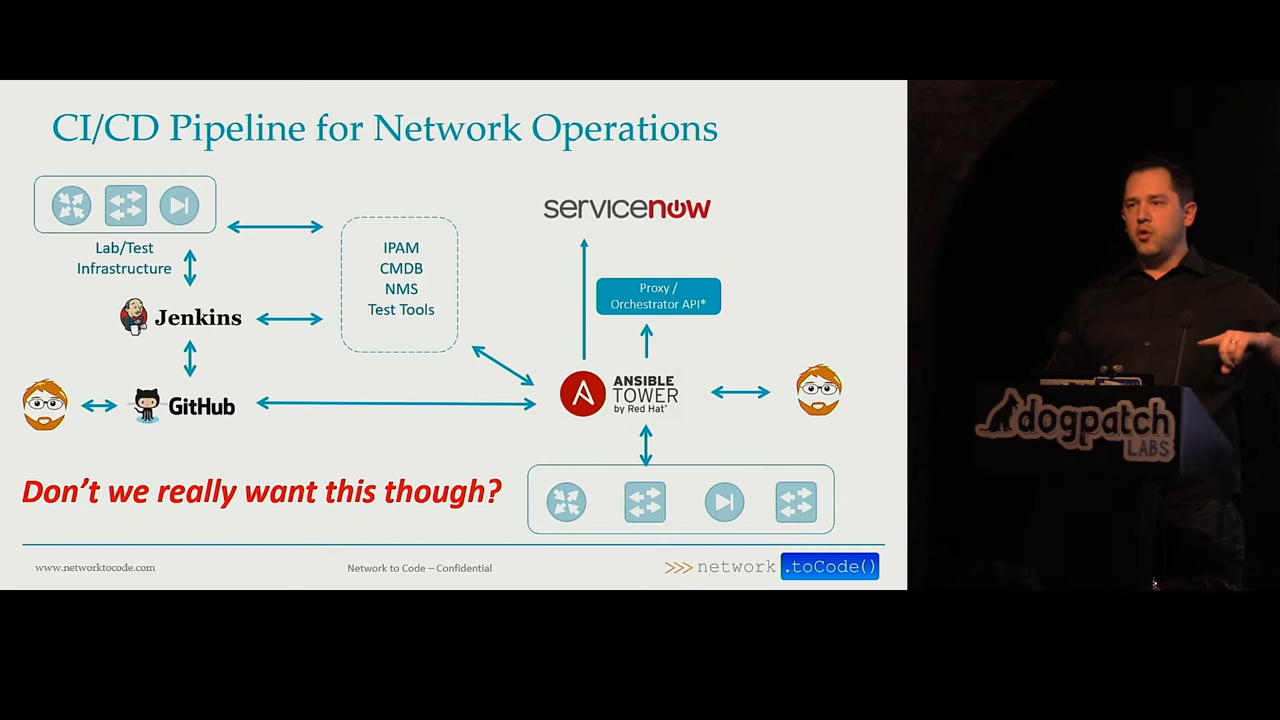 CI/CD Pipeline for Network Operations
servicenow
Lab/Test
Infrastructure
IPAM
CMDB
NMS
Test Tools
Proxy /
Orchestrator API*
Jenkins
GitHub
A
ANSIBLE
TOWER
by Red Hat®
Don't we really want this though?
www.networktocode.com
Network to Code – Confidential
>>> network .toCode()
dogpatch
LABS